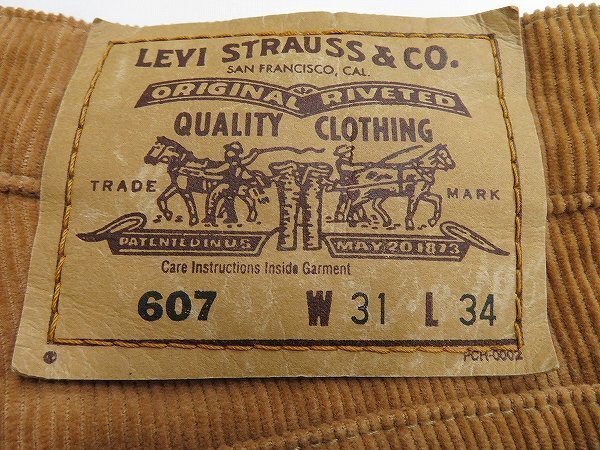 LEVI STRAUSS & CO.
SAN FRANCISCO, CAL.
ORIGINAL RIVETED
QUALITY CLOTHING
TRADE MARK
PATENTED IN U.S. MAY 20 1873
Care Instructions Inside Garment
607 W 31 L 34
PCH-0002